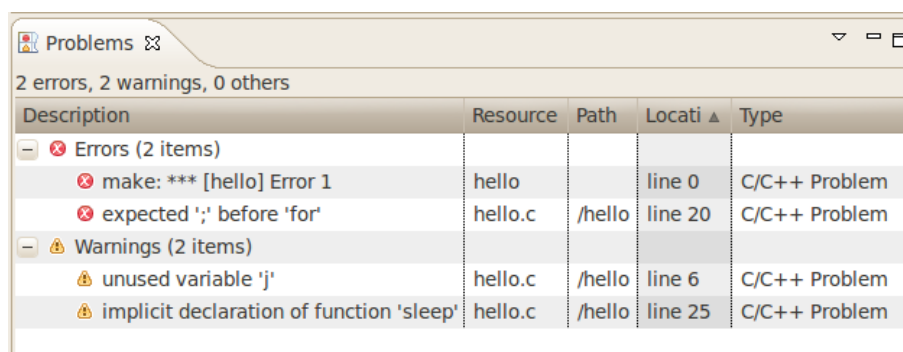 Problems
2 errors, 2 warnings, 0 others
Description Resource Path Locati Type
Errors (2 items)
make: *** [hello] Error 1 hello line 0 C/C++ Problem
expected ';' before 'for' hello.c /hello line 20 C/C++ Problem
Warnings (2 items)
unused variable 'j' hello.c /hello line 6 C/C++ Problem
implicit declaration of function 'sleep' hello.c /hello line 25 C/C++ Problem